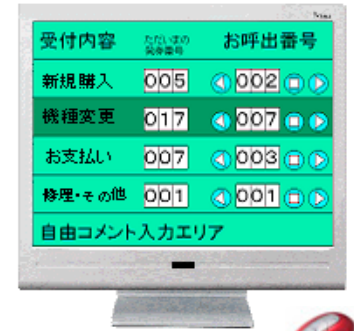 受付内容 ただいまの お呼出番号
発券番号
新規購入 005 002
機種変更 017 007
お支払い 007 003
修理・その他 001 001
自由コメント入力エリア